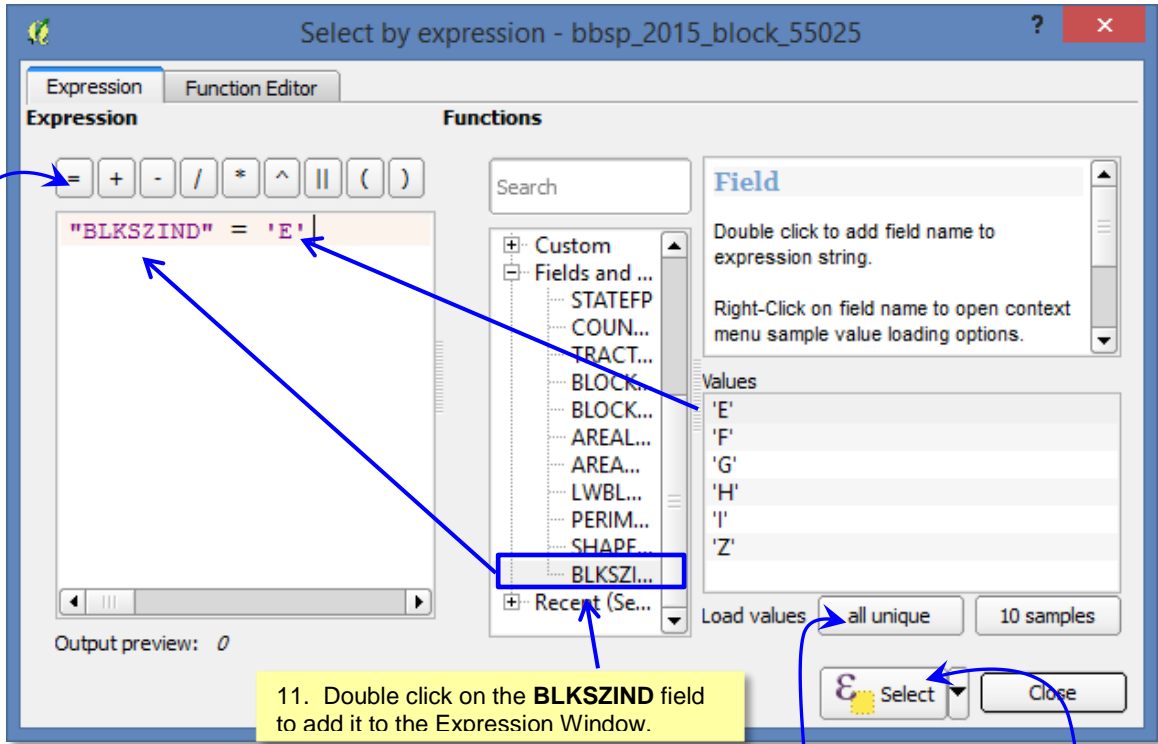 Select by expression - bbsp_2015_block_55025 ? ×
Expression Function Editor
Expression
= + - / * ^ || ( )
"BLKSZIND" = 'E'
Output preview: 0
Functions
Search
Custom
Fields and ...
STATEFP
COUN...
TRACT...
BLOCK...
BLOCK...
AREAL...
AREA...
LWBL...
PERIM...
SHAPE...
BLKSZI...
Recent (Se...
Field
Double click to add field name to
expression string.
Right-Click on field name to open context
menu sample value loading options.
Values
'E'
'F'
'G'
'H'
'I'
'Z'
Load values all unique 10 samples
ε Select Close
11. Double click on the BLKSZIND field
to add it to the Expression Window.